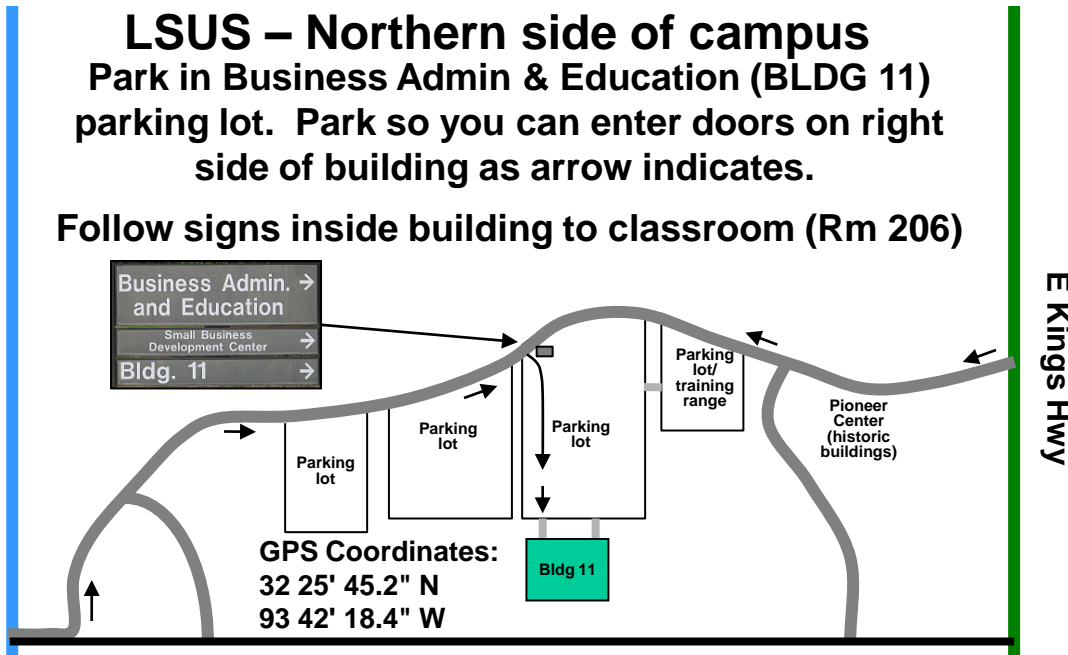 LSUS – Northern side of campus
Park in Business Admin & Education (BLDG 11)
parking lot.  Park so you can enter doors on right
side of building as arrow indicates.
Follow signs inside building to classroom (Rm 206)
Business Admin. →
and Education
Small Business
Development Center →
Bldg. 11 →
E Kings Hwy
Parking
lot/
training
range
Pioneer
Center
(historic
buildings)
Parking
lot
Parking
lot
Parking
lot
GPS Coordinates:
32 25' 45.2" N
93 42' 18.4" W
Bldg 11